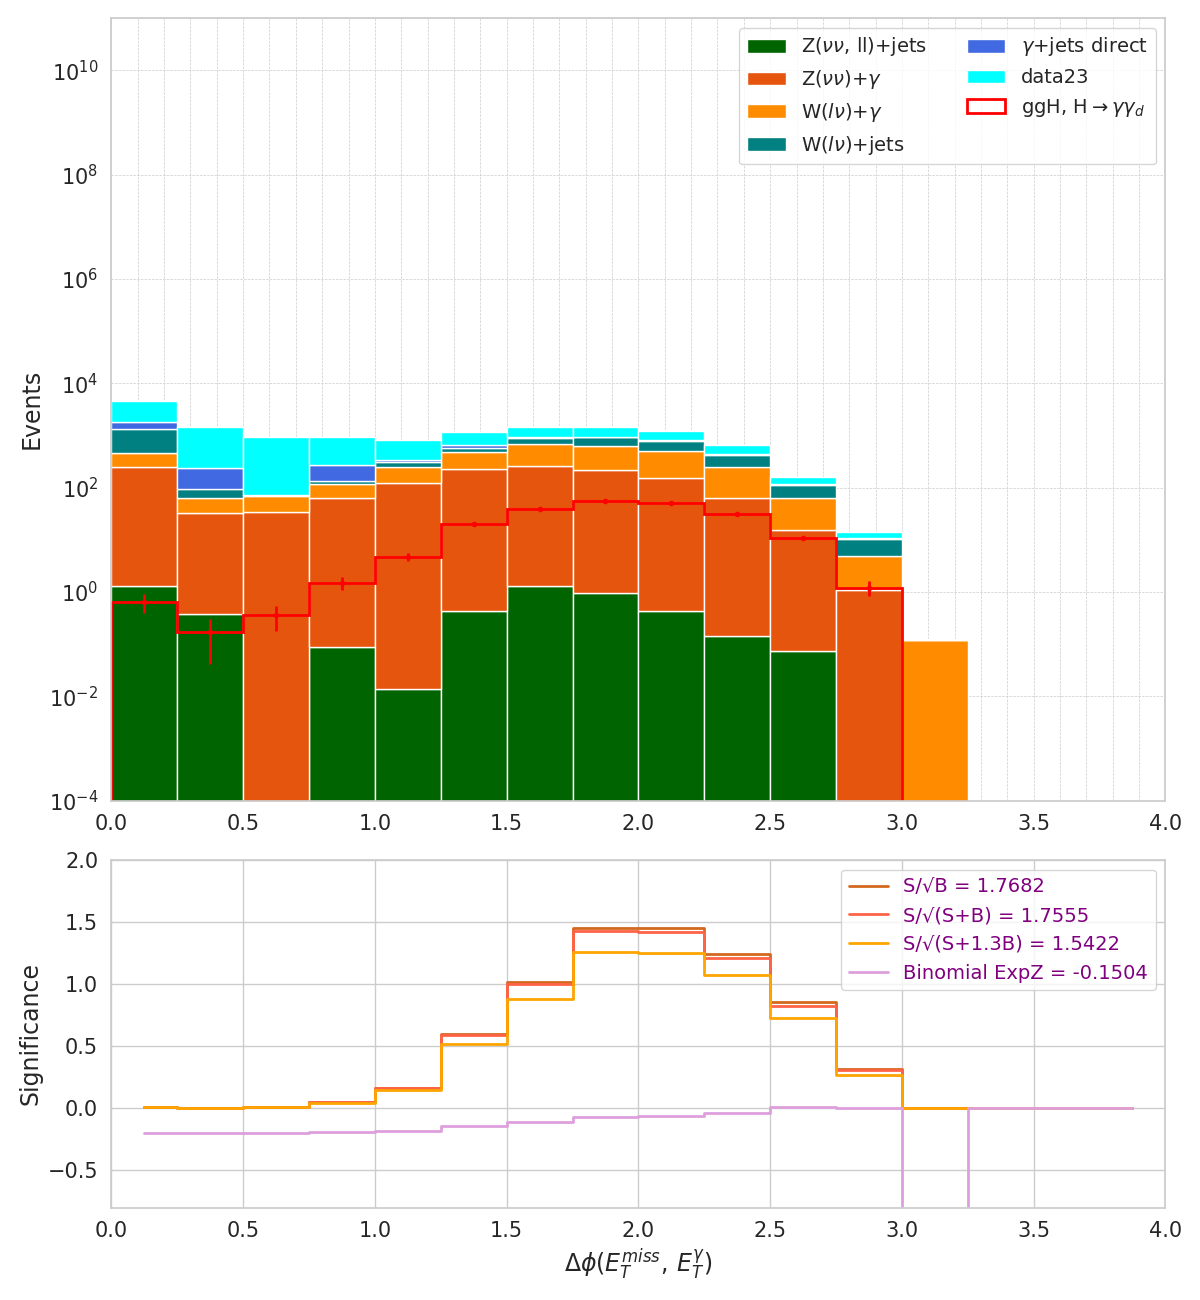 Z(νν, ll)+jets
Z(νν)+γ
W(lν)+γ
W(lν)+jets
γ+jets direct
data23
ggH, H → γγ_d
Events
10^10
10^8
10^6
10^4
10^2
10^0
10^−2
10^−4
0.0 0.5 1.0 1.5 2.0 2.5 3.0 3.5 4.0
S/√B = 1.7682
S/√(S+B) = 1.7555
S/√(S+1.3B) = 1.5422
Binomial ExpZ = -0.1504
Significance
2.0
1.5
1.0
0.5
0.0
−0.5
0.0 0.5 1.0 1.5 2.0 2.5 3.0 3.5 4.0
Δϕ(E_T^miss, E_T^γ)